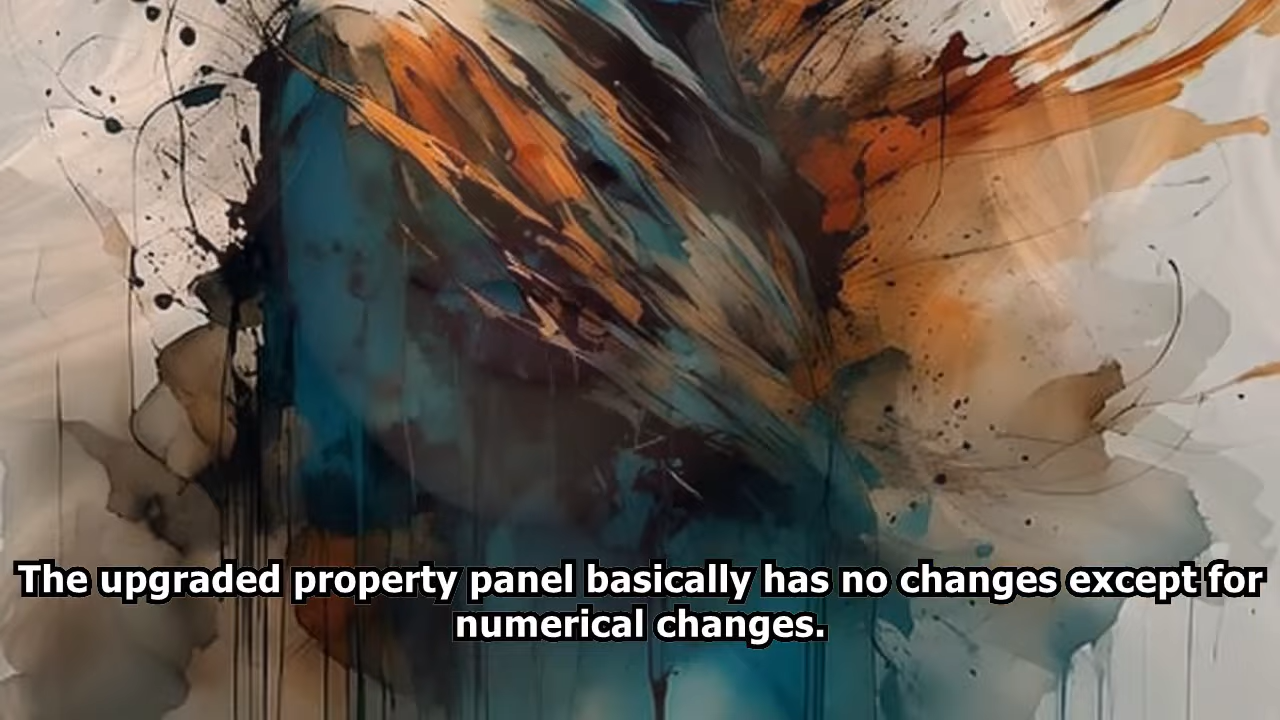 The upgraded property panel basically has no changes except for
numerical changes.